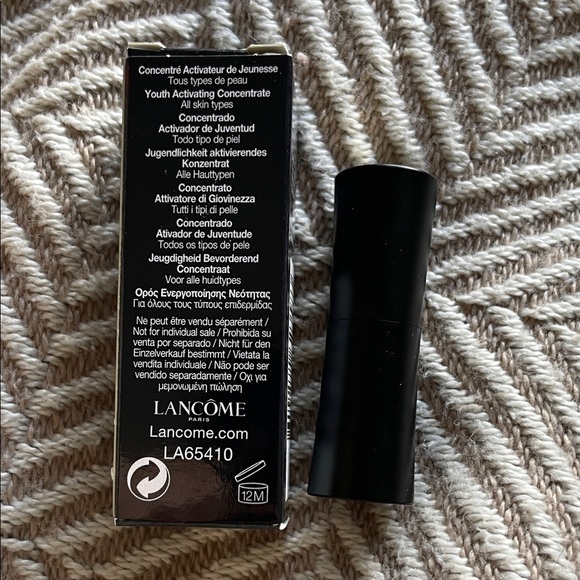 Concentré Activateur de Jeunesse
Tous types de peau
Youth Activating Concentrate
All skin types
Concentrado
Activador de Juventud
Todo tipo de piel
Jugendlichkeit aktivierendes
Konzentrat
Alle Hauttypen
Concentrato
Attivatore di Giovinezza
Tutti i tipi di pelle
Concentrado
Ativador de Juventude
Todos os tipos de pele
Jeugdigheid Bevorderend
Concentraat
Voor alle huidtypes
Ορός Ενεργοποίησης Νεότητας
Για όλους τους τύπους επιδερμίδας
Ne peut être vendu séparément /
Not for individual sale / Prohibida su
venta por separado / Nicht für den
Einzelverkauf bestimmt / Vietata la
vendita individuale / Não pode ser
vendido separadamente / Όχι για
μεμονωμένη πώληση
LANCÔME
PARIS
Lancome.com
LA65410
12M